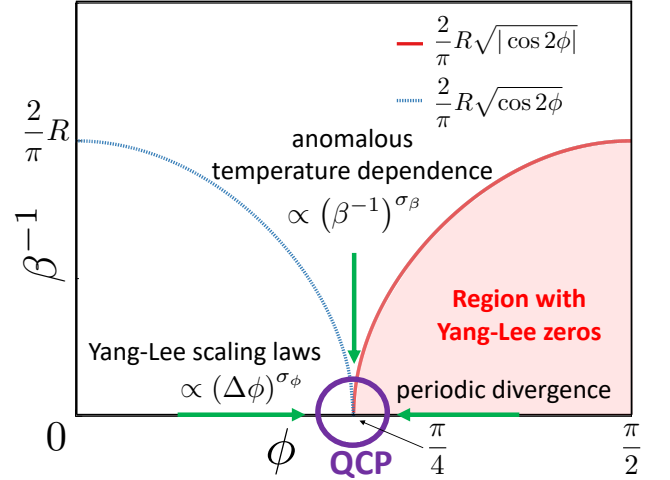 2/π R√|cos 2ϕ|
2/π R√cos 2ϕ
2/π R
anomalous
temperature dependence
∝ (β⁻¹)^σ_β
β⁻¹
Region with
Yang-Lee zeros
Yang-Lee scaling laws
∝ (Δϕ)^σ_ϕ
periodic divergence
0
ϕ
QCP
π/4
π/2